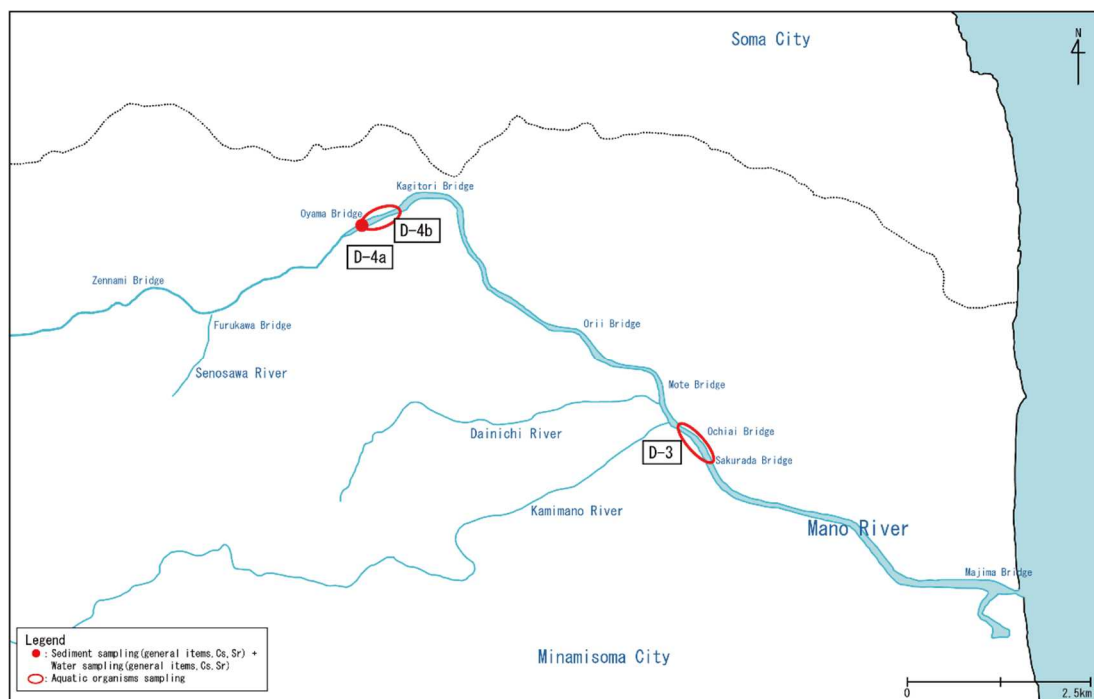 Soma City
N
4
Kagitori Bridge
Oyama Bridge
D-4b
D-4a
Zennami Bridge
Furukawa Bridge
Orii Bridge
Senosawa River
Mote Bridge
Dainichi River
Ochiai Bridge
D-3
Sakurada Bridge
Kamimano River
Mano River
Majima Bridge
Minamisoma City
Legend
: Sediment sampling(general items,Cs,Sr) +
Water sampling(general items,Cs,Sr)
: Aquatic organisms sampling
0 2.5km